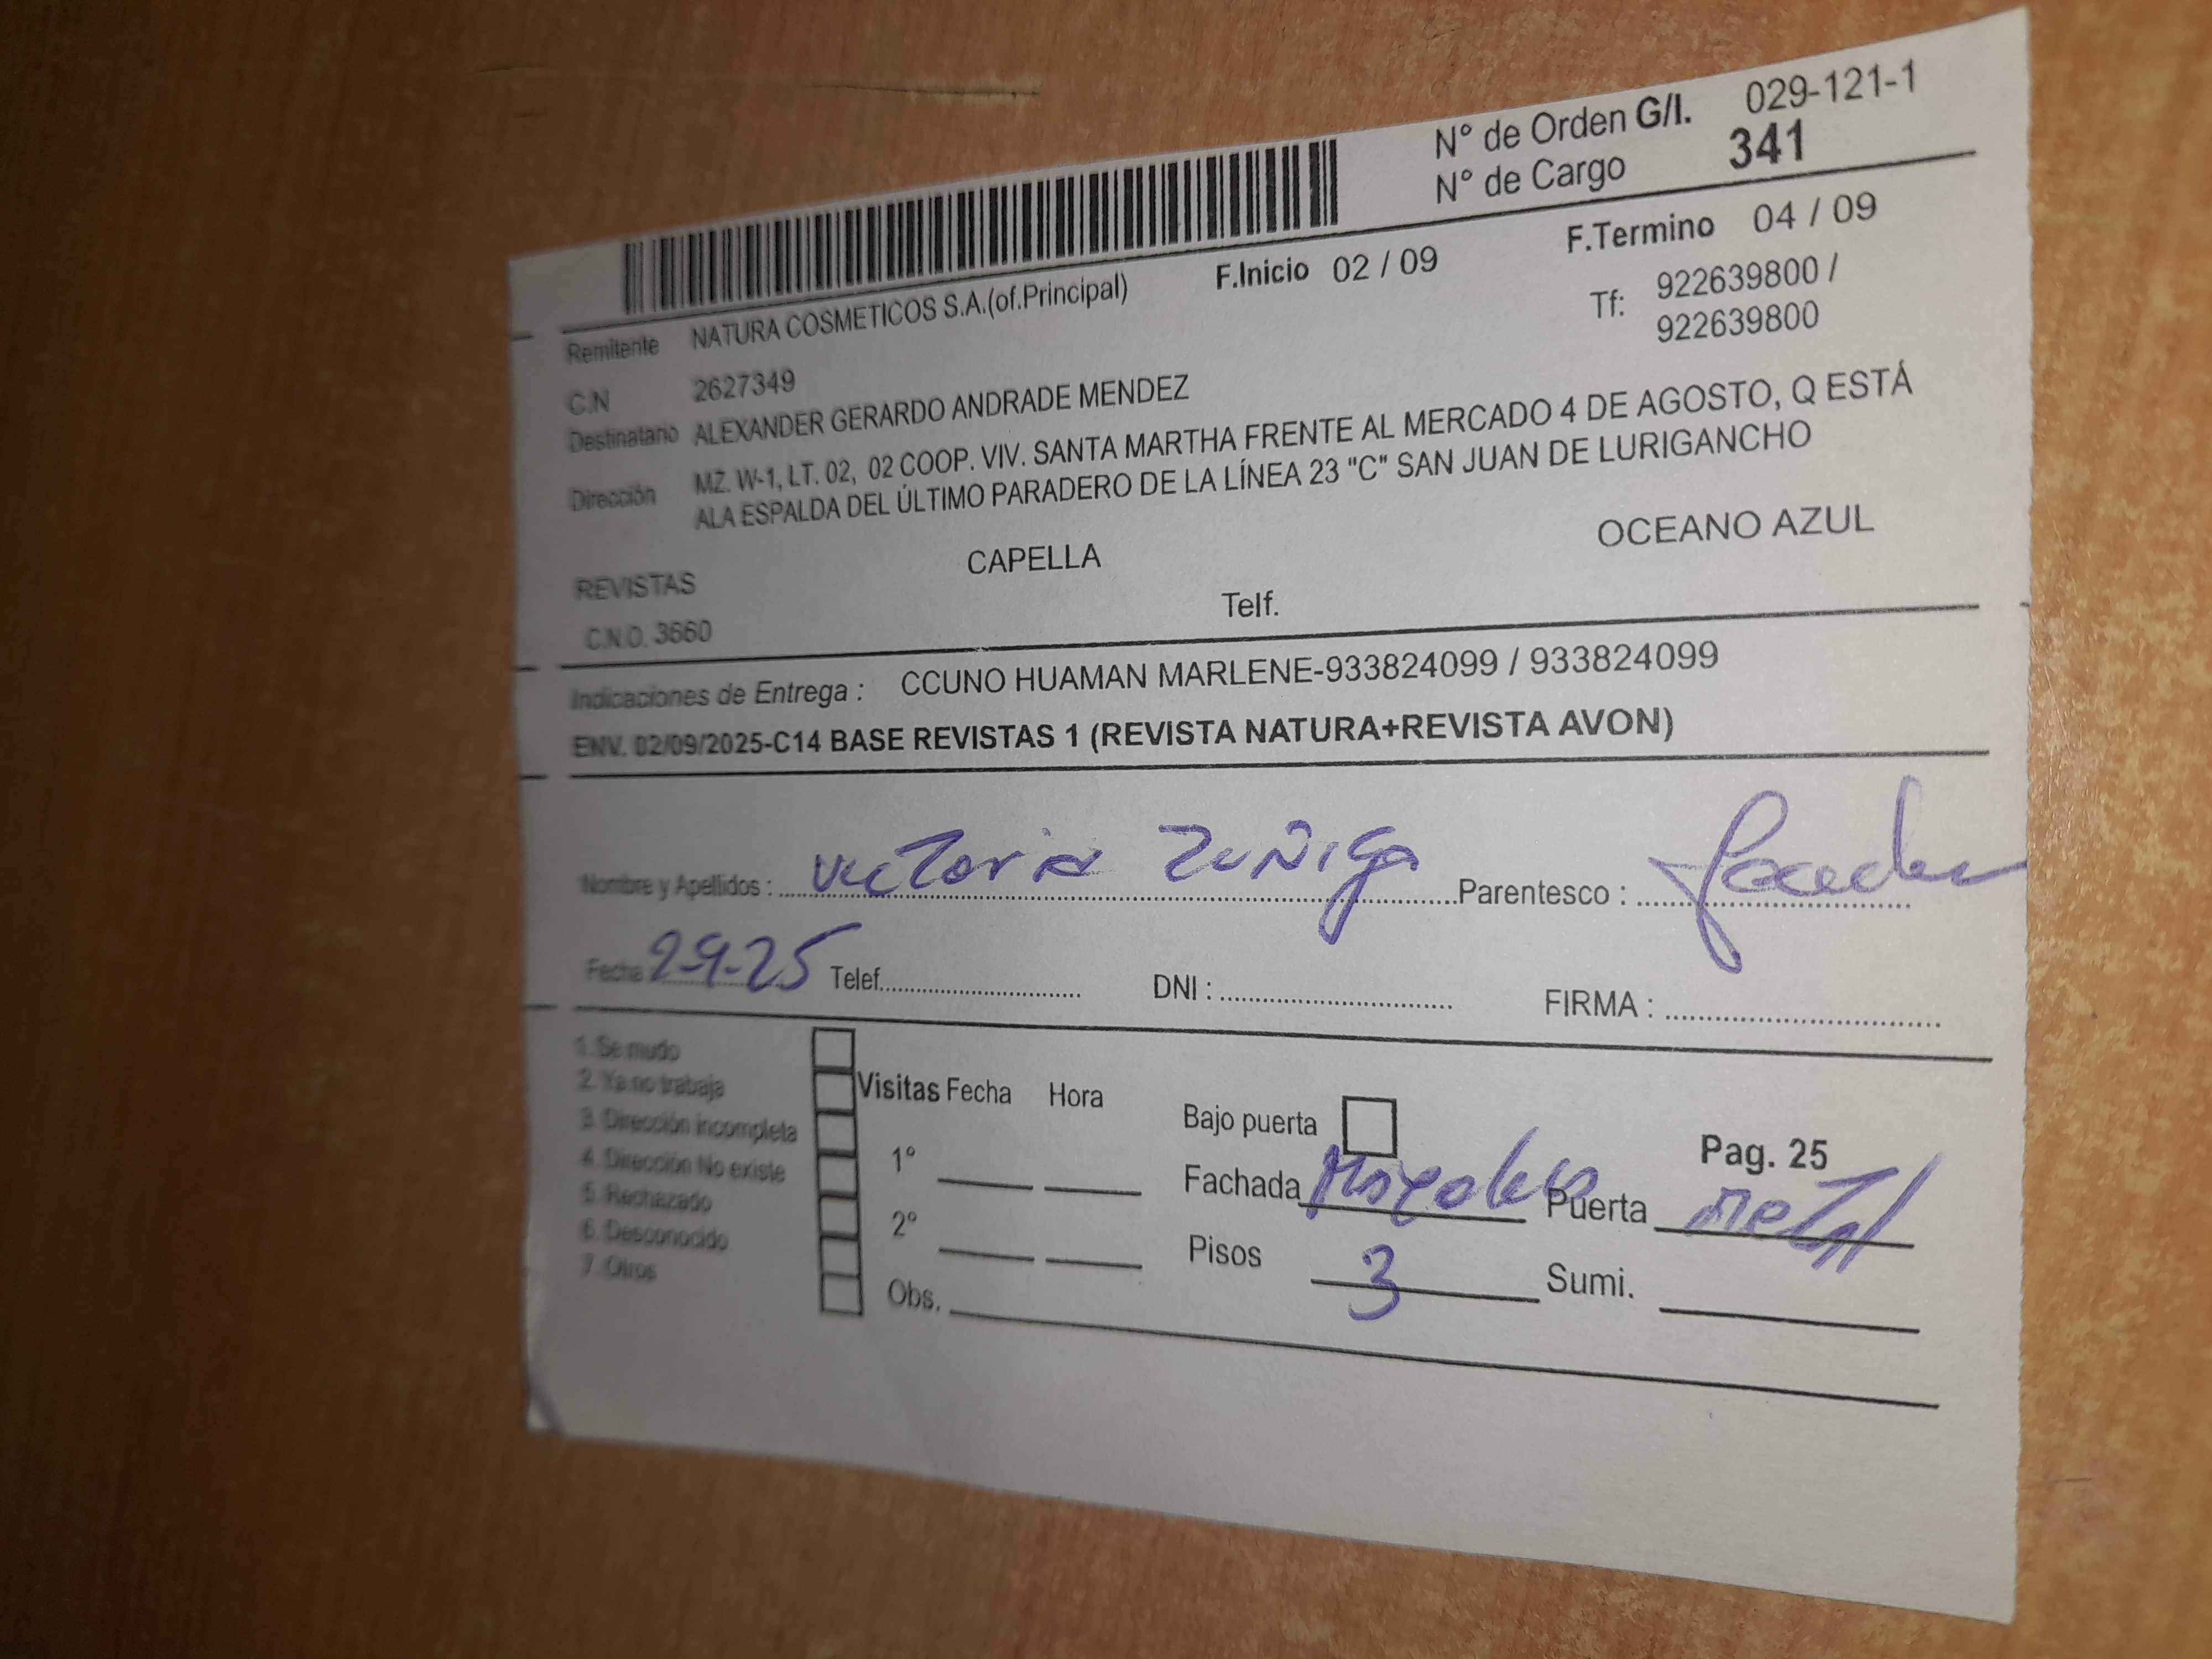 N° de Orden G/I. 029-121-1
N° de Cargo 341
Remitente NATURA COSMETICOS S.A.(of.Principal) F.Inicio 02 / 09 F.Termino 04 / 09
C.N 2627349 Tf: 922639800 /
922639800
Destinatario ALEXANDER GERARDO ANDRADE MENDEZ
Dirección MZ. W-1, LT. 02, 02 COOP. VIV. SANTA MARTHA FRENTE AL MERCADO 4 DE AGOSTO, Q ESTÁ
ALA ESPALDA DEL ÚLTIMO PARADERO DE LA LÍNEA 23 "C" SAN JUAN DE LURIGANCHO
REVISTAS CAPELLA OCEANO AZUL
C.N.O. 3660 Telf.
Indicaciones de Entrega : CCUNO HUAMAN MARLENE-933824099 / 933824099
ENV. 02/09/2025-C14 BASE REVISTAS 1 (REVISTA NATURA+REVISTA AVON)
Nombre y Apellidos : Victoria Zuñiga Parentesco :
Fecha 2-9-25 Telef. DNI : FIRMA :
1. Se mudo
2. Ya no trabaja Visitas Fecha Hora Bajo puerta
3. Dirección incompleta Pag. 25
4. Dirección No existe 1° Fachada Puerta metal
5. Rechazado
6. Desconocido 2° Pisos 3 Sumi.
7. Otros Obs.